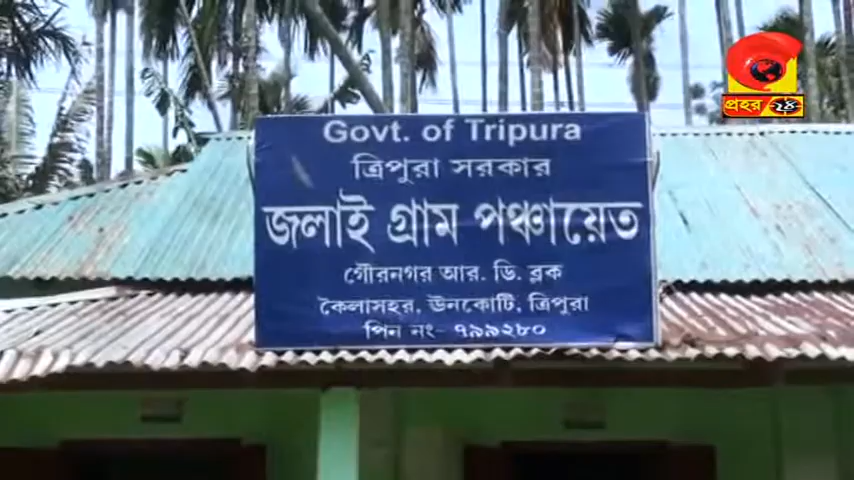 প্রহর ২৪
Govt. of Tripura
ত্রিপুরা সরকার
জলাই গ্রাম পঞ্চায়েত
গৌরনগর আর. ডি. ব্লক
কৈলাসহর, ঊনকোটি, ত্রিপুরা
পিন নং- ৭৯৯২৮০